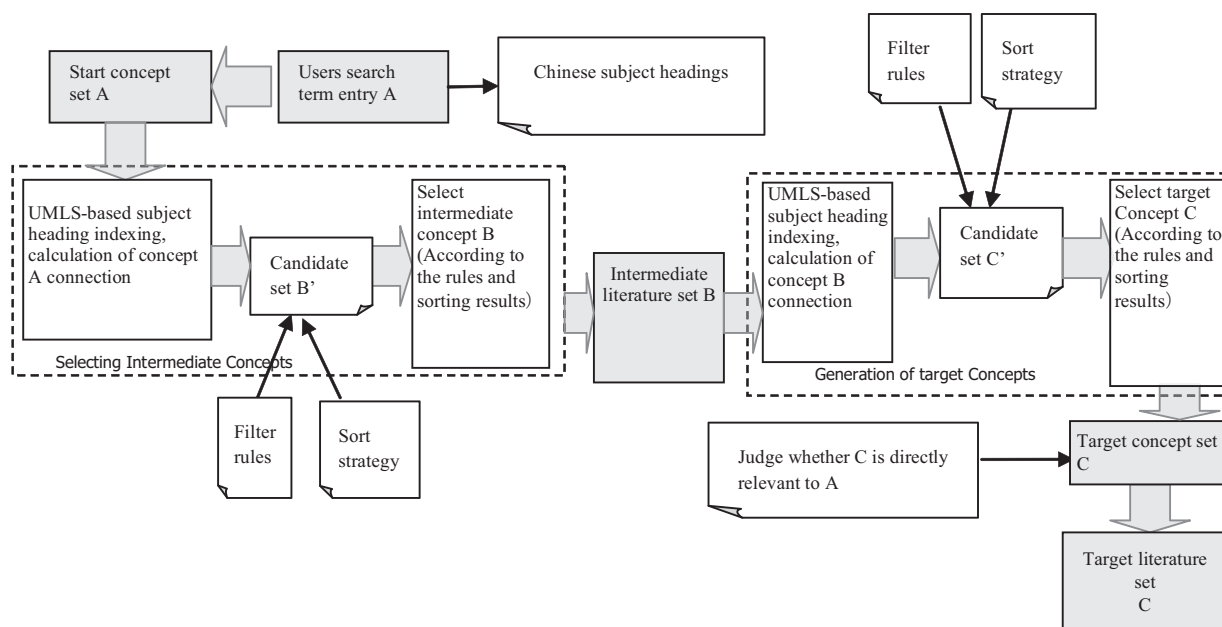 Start concept
set A
Users search
term entry A
Chinese subject headings
Filter
rules
Sort
strategy
UMLS-based subject
heading indexing,
calculation of concept
A connection
Candidate
set B’
Select
intermediate
concept B
(According to
the rules and
sorting results）
Selecting Intermediate Concepts
Filter
rules
Sort
strategy
Intermediate
literature set B
UMLS-based
subject heading
indexing,
calculation of
concept B
connection
Candidate
set C’
Select target
Concept C
(According to
the rules and
sorting
results）
Generation of target Concepts
Judge whether C is directly
relevant to A
Target concept set
C
Target literature
set
C